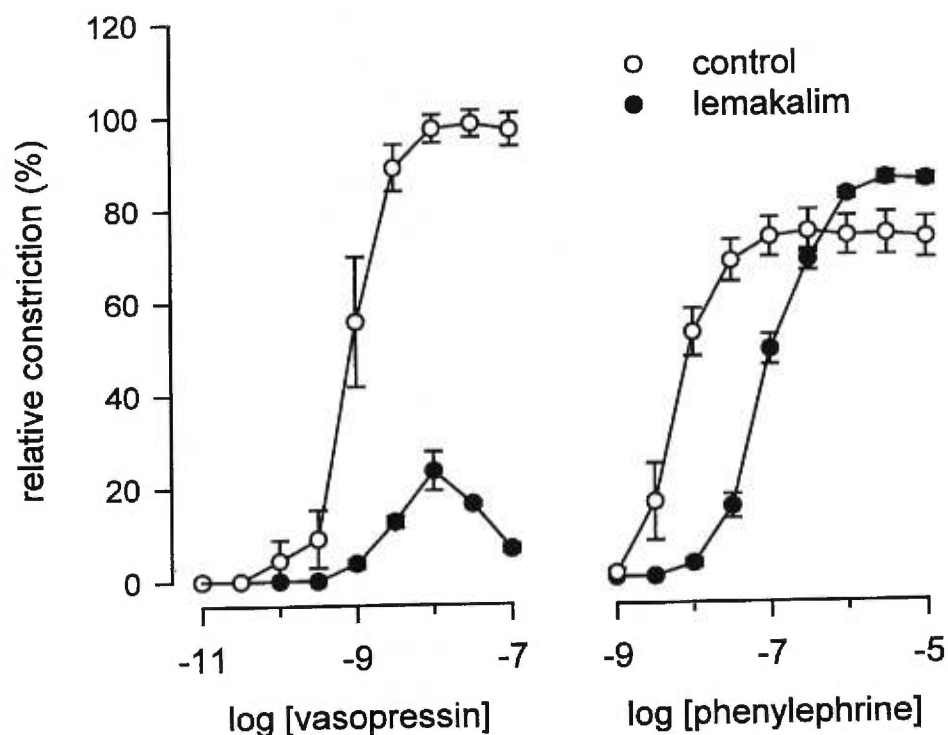 120
100
80
60
40
20
0
relative constriction (%)
control
lemakalim
-11 -9 -7
log [vasopressin]
-9 -7 -5
log [phenylephrine]